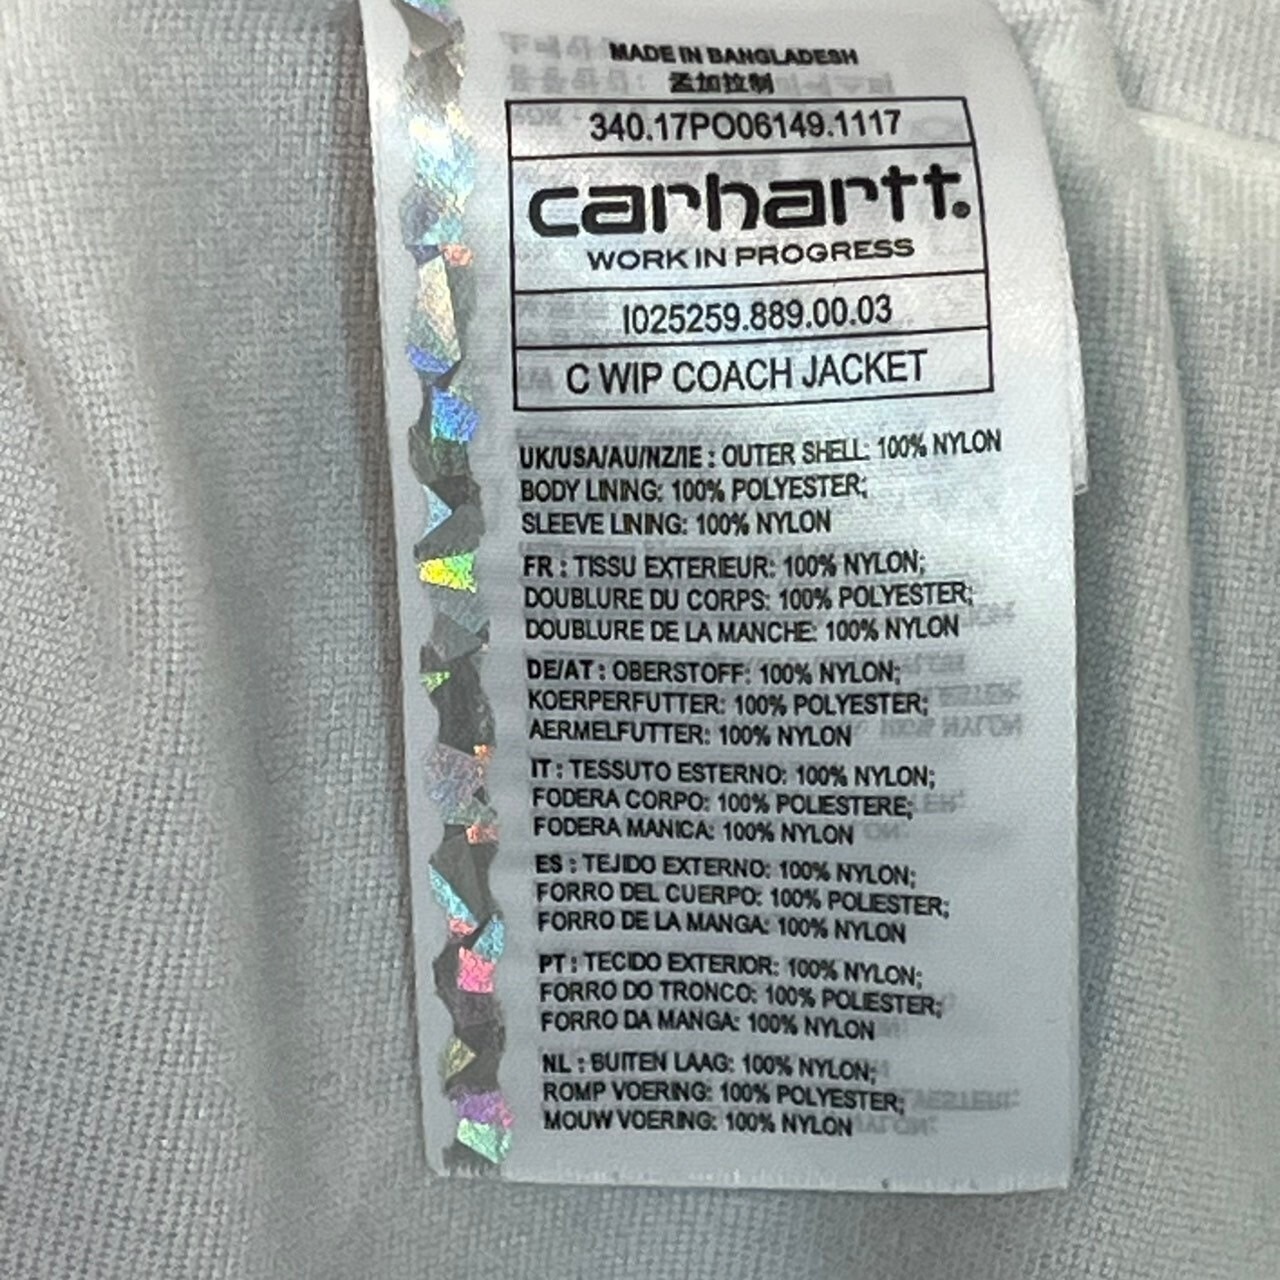 MADE IN BANGLADESH
孟加拉制
340.17PO06149.1117
carhartt®
WORK IN PROGRESS
I025259.889.00.03
C WIP COACH JACKET
UK/USA/AU/NZ/IE : OUTER SHELL: 100% NYLON
BODY LINING: 100% POLYESTER;
SLEEVE LINING: 100% NYLON
FR : TISSU EXTERIEUR: 100% NYLON;
DOUBLURE DU CORPS: 100% POLYESTER;
DOUBLURE DE LA MANCHE: 100% NYLON
DE/AT : OBERSTOFF: 100% NYLON;
KOERPERFUTTER: 100% POLYESTER;
AERMELFUTTER: 100% NYLON
IT : TESSUTO ESTERNO: 100% NYLON;
FODERA CORPO: 100% POLIESTERE;
FODERA MANICA: 100% NYLON
ES : TEJIDO EXTERNO: 100% NYLON;
FORRO DEL CUERPO: 100% POLIESTER;
FORRO DE LA MANGA: 100% NYLON
PT : TECIDO EXTERIOR: 100% NYLON;
FORRO DO TRONCO: 100% POLIESTER;
FORRO DA MANGA: 100% NYLON
NL : BUITEN LAAG: 100% NYLON;
ROMP VOERING: 100% POLYESTER;
MOUW VOERING: 100% NYLON